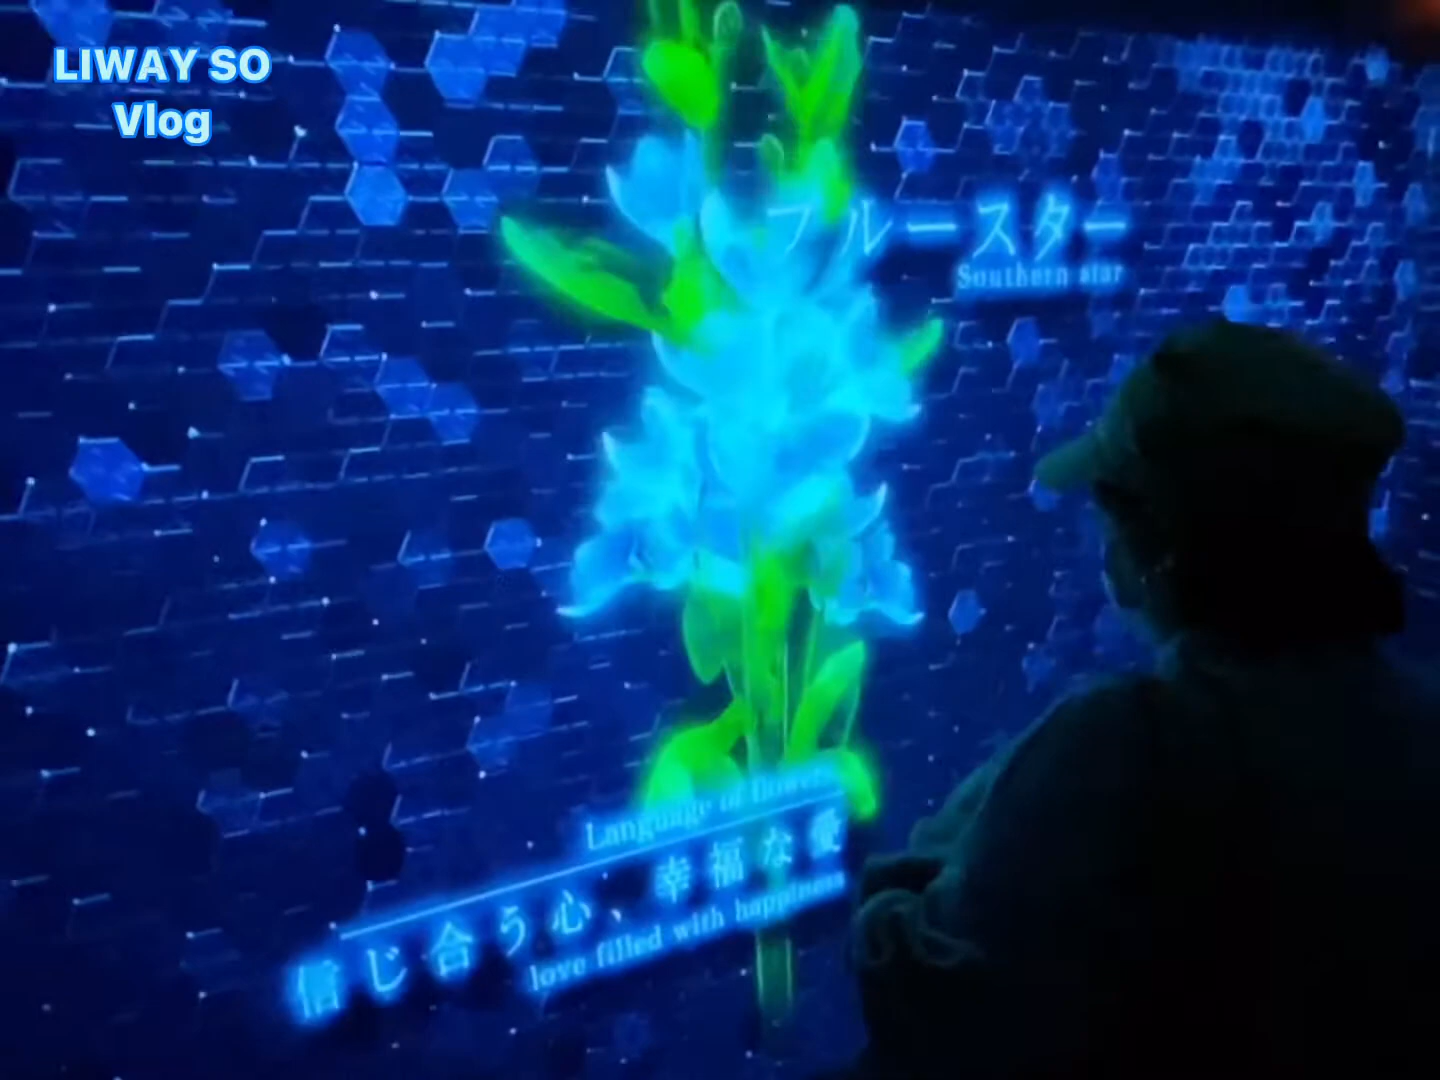 LIWAY SO
Vlog
ブルースター
Southern star
Language of flowers
信じ合う心、幸福な愛
love filled with happiness